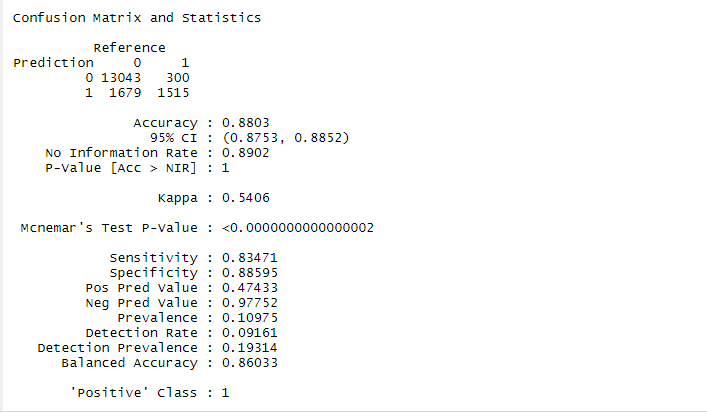 Confusion Matrix and Statistics
Reference
Prediction 0 1
0 13043 300
1 1679 1515
Accuracy : 0.8803
95% CI : (0.8753, 0.8852)
No Information Rate : 0.8902
P-Value [Acc > NIR] : 1
Kappa : 0.5406
Mcnemar's Test P-Value : <0.0000000000000002
Sensitivity : 0.83471
Specificity : 0.88595
Pos Pred Value : 0.47433
Neg Pred Value : 0.97752
Prevalence : 0.10975
Detection Rate : 0.09161
Detection Prevalence : 0.19314
Balanced Accuracy : 0.86033
'Positive' Class : 1